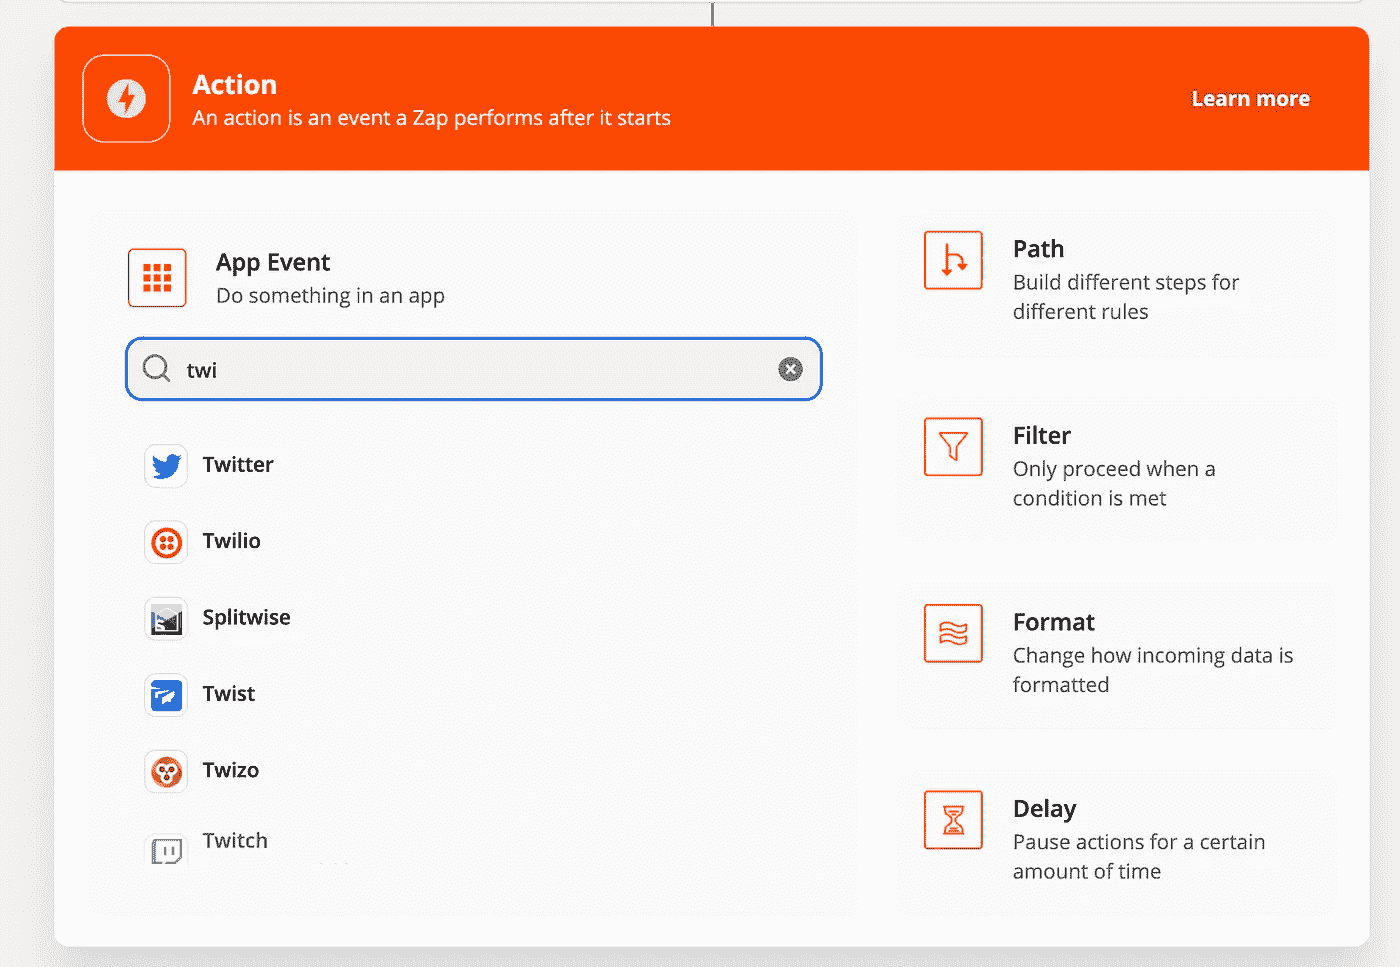 Action
An action is an event a Zap performs after it starts
Learn more
App Event
Do something in an app
twi
Twitter
Twilio
Splitwise
Twist
Twizo
Twitch
Path
Build different steps for
different rules
Filter
Only proceed when a
condition is met
Format
Change how incoming data is
formatted
Delay
Pause actions for a certain
amount of time